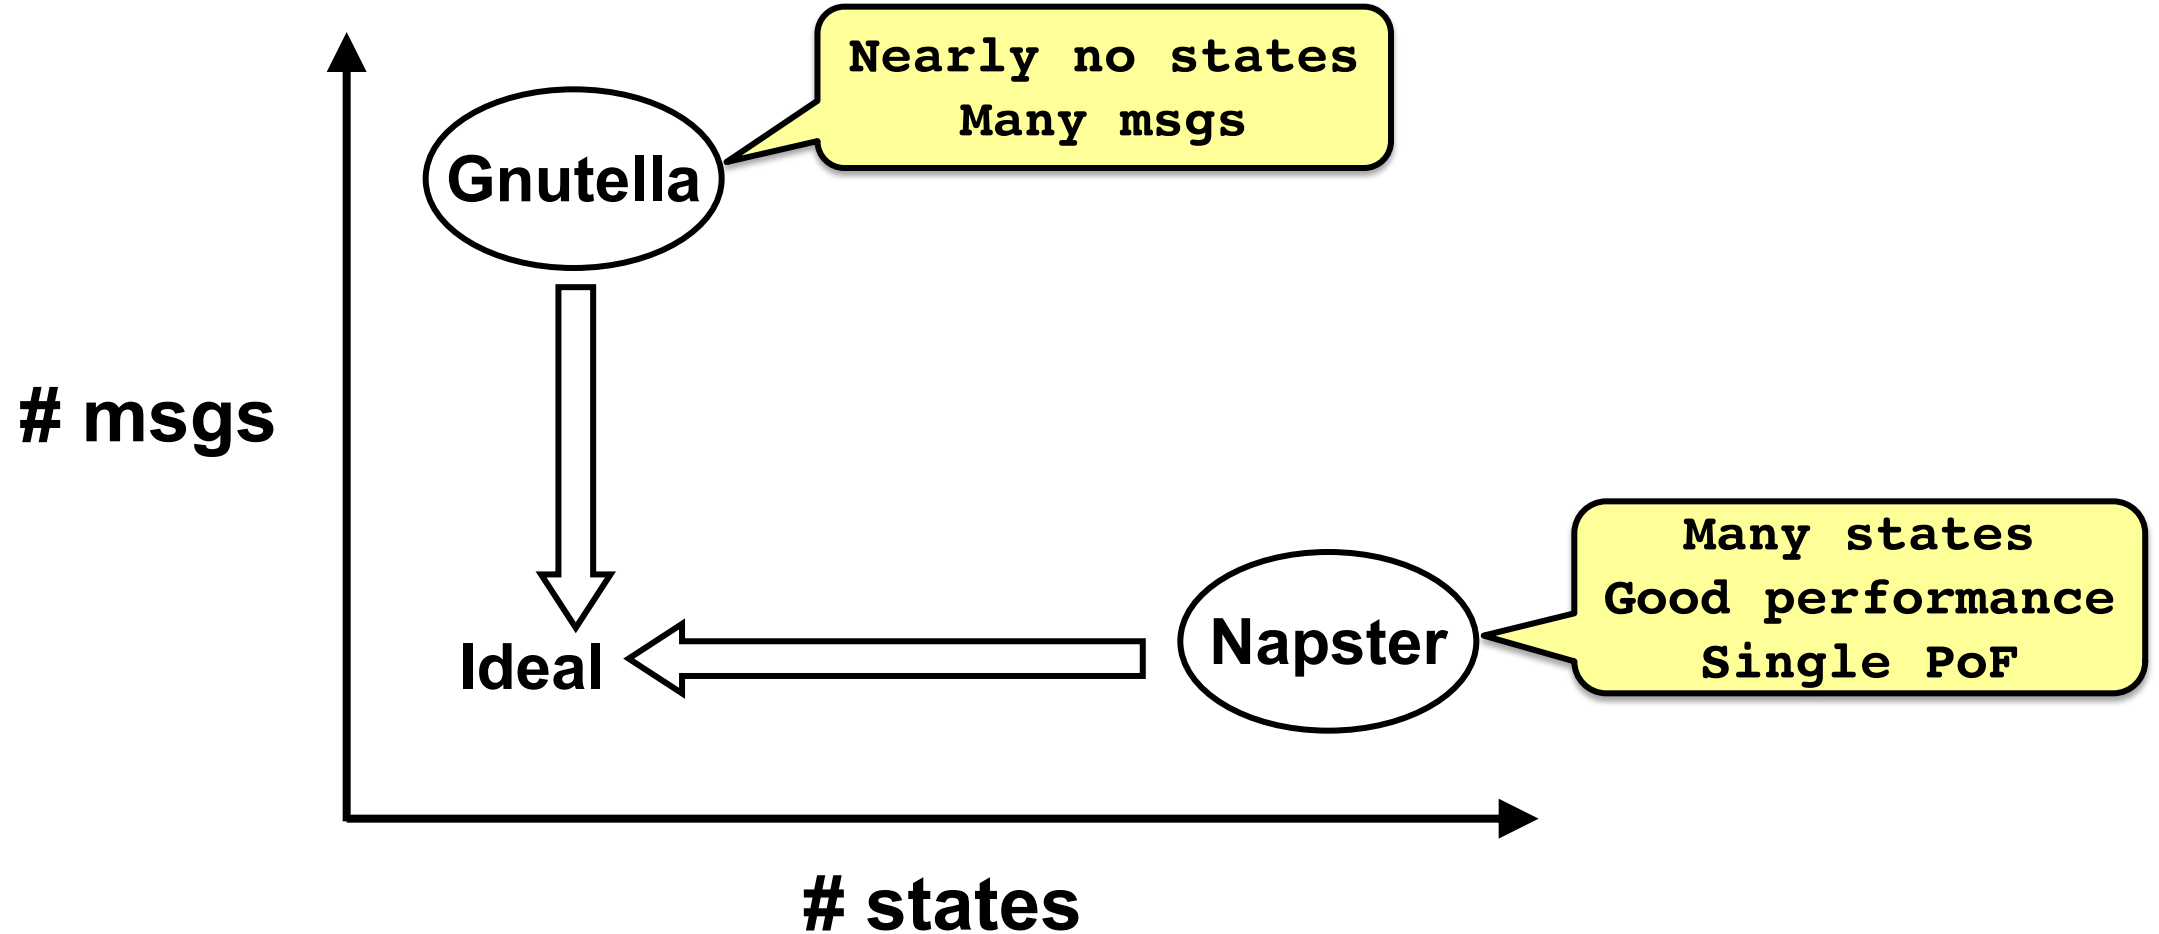 Nearly no states
Many msgs
Gnutella
# msgs
Many states
Good performance
Single PoF
Napster
Ideal
# states